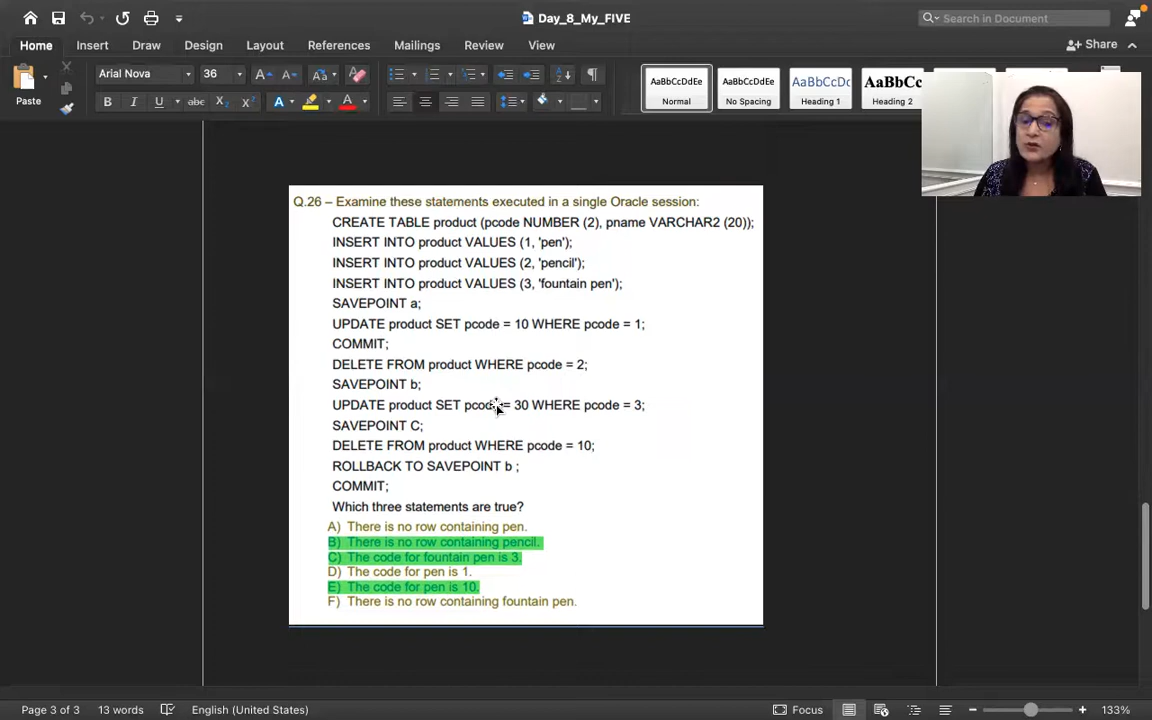 Day_8_My_FIVE
Search in Document
Home Insert Draw Design Layout References Mailings Review View
Share
Paste
Arial Nova 36
AaBbCcDdEe AaBbCcDdEe AaBbCcDc AaBbCcDdE
Normal No Spacing Heading 1 Heading 2
Q.26 – Examine these statements executed in a single Oracle session:
CREATE TABLE product (pcode NUMBER (2), pname VARCHAR2 (20));
INSERT INTO product VALUES (1, 'pen');
INSERT INTO product VALUES (2, 'pencil');
INSERT INTO product VALUES (3, 'fountain pen');
SAVEPOINT a;
UPDATE product SET pcode = 10 WHERE pcode = 1;
COMMIT;
DELETE FROM product WHERE pcode = 2;
SAVEPOINT b;
UPDATE product SET pcode = 30 WHERE pcode = 3;
SAVEPOINT C;
DELETE FROM product WHERE pcode = 10;
ROLLBACK TO SAVEPOINT b ;
COMMIT;
Which three statements are true?
A) There is no row containing pen.
B) There is no row containing pencil.
C) The code for fountain pen is 3.
D) The code for pen is 1.
E) The code for pen is 10.
F) There is no row containing fountain pen.
Page 3 of 3 13 words English (United States) Focus 133%